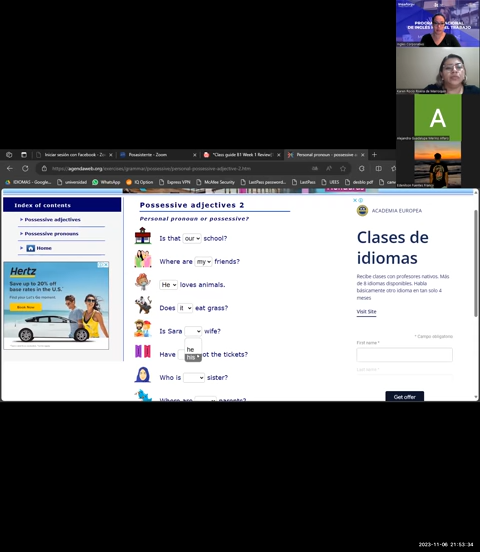 Iniciar sesión con Facebook - Zo
Posasistente - Zoom
*Class guide B1 Week 1 Review
Personal pronoun - possessive a
https://agendaweb.org/exercises/grammar/possessives/personal-possessive-adjective-2.htm
IDIOMAS - Google...
universidad
WhatsApp
IQ Option
Express VPN
McAfee Security
LastPass password...
LastPass
UEES
deoblo pdf
Index of contents
Possessive adjectives
Possessive pronouns
Home
Hertz
Save up to 20% off
base rates in the U.S.
Possessive adjectives 2
Personal pronoun or possessive?
Is that our school?
Where are my friends?
He loves animals.
Does it eat grass?
Is Sara wife?
he
his
Have got the tickets?
Who is sister?
Where are parents?
ACADEMIA EUROPEA
Clases de
idiomas
Recibe clases con profesores nativos. Más
de 8 idiomas disponibles. Habla
básicamente otro idioma en tan solo 4
meses.
Visit Site
* Campo obligatorio
First name *
Get offer
A
2023-11-06 21:53:34